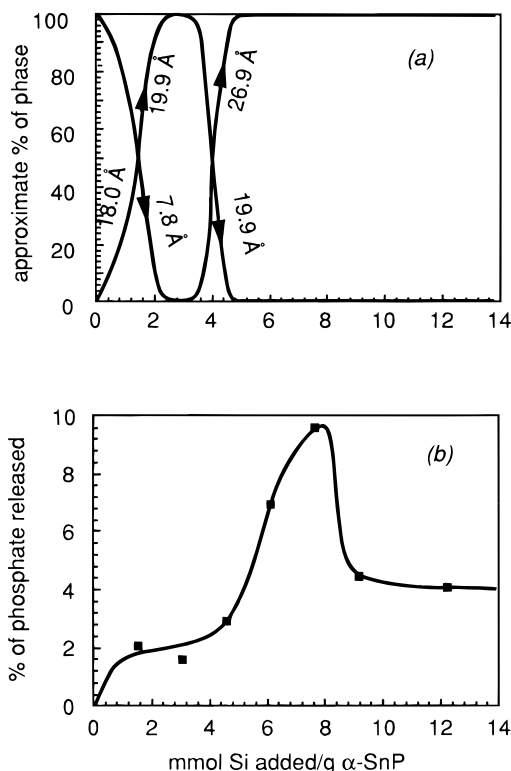 100
80
60
40
20
0
approximate % of phase
(a)
18.0 Å
19.9 Å
7.8 Å
26.9 Å
19.9 Å
0 2 4 6 8 10 12 14
10
8
6
4
2
0
% of phosphate released
(b)
0 2 4 6 8 10 12 14
mmol Si added/g α-SnP